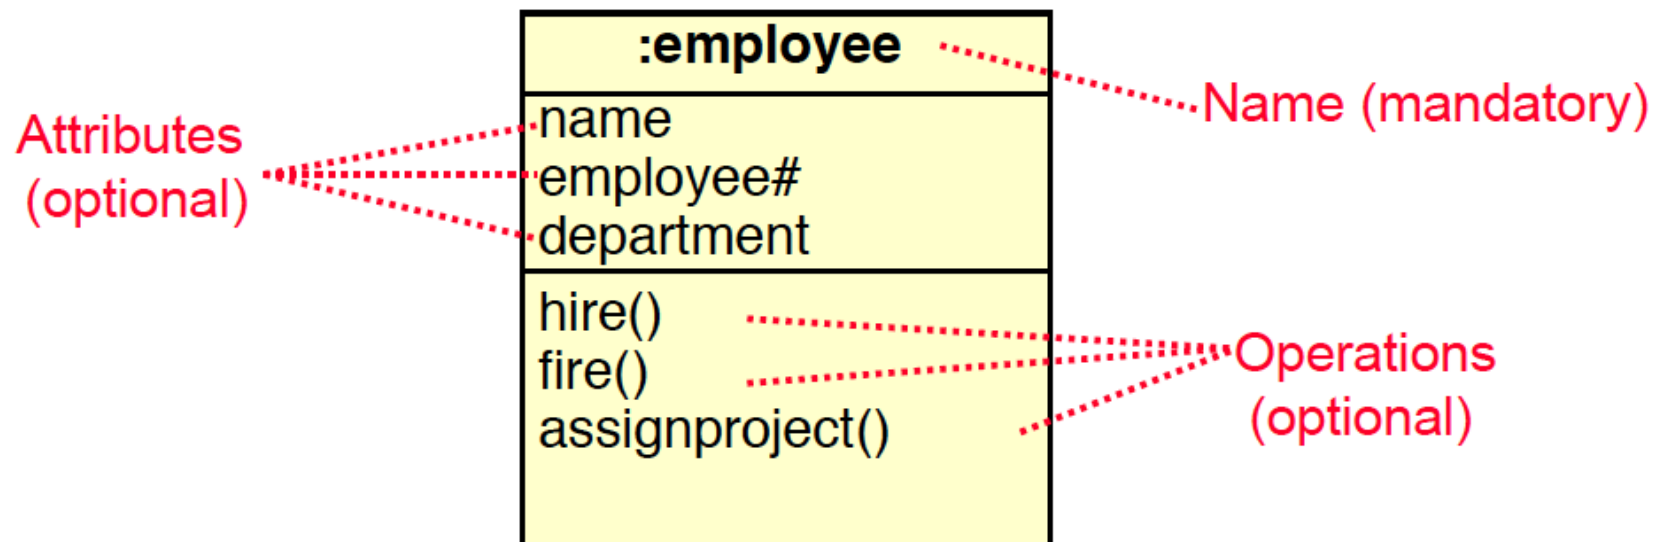 :employee
Name (mandatory)
Attributes
(optional)
name
employee#
department
hire()
fire()
assignproject()
Operations
(optional)